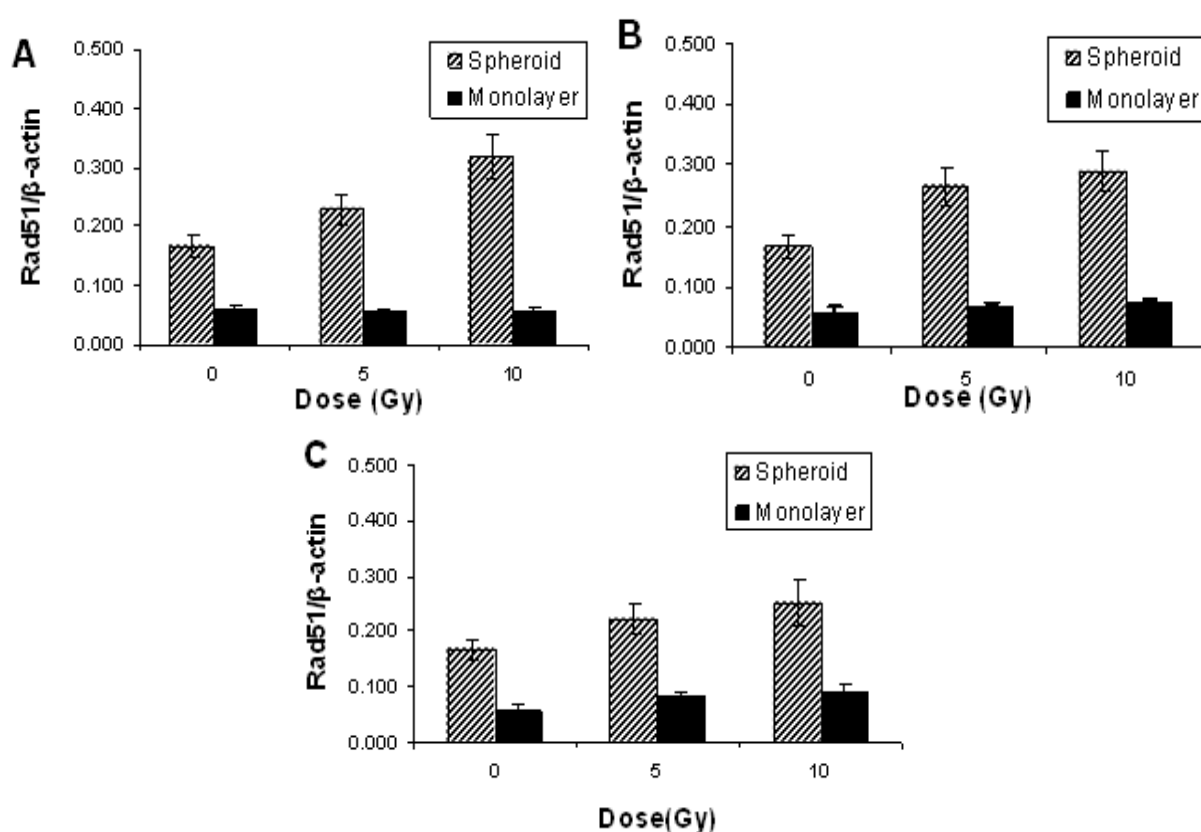 A
Rad51/β-actin
0.500
0.400
0.300
0.200
0.100
0.000
Spheroid
Monolayer
0 5 10
Dose (Gy)
B
Rad51/β-actin
0.500
0.400
0.300
0.200
0.100
0.000
Spheroid
Monolayer
0 5 10
Dose (Gy)
C
Rad51/β-actin
0.500
0.400
0.300
0.200
0.100
0.000
Spheroid
Monolayer
0 5 10
Dose(Gy)